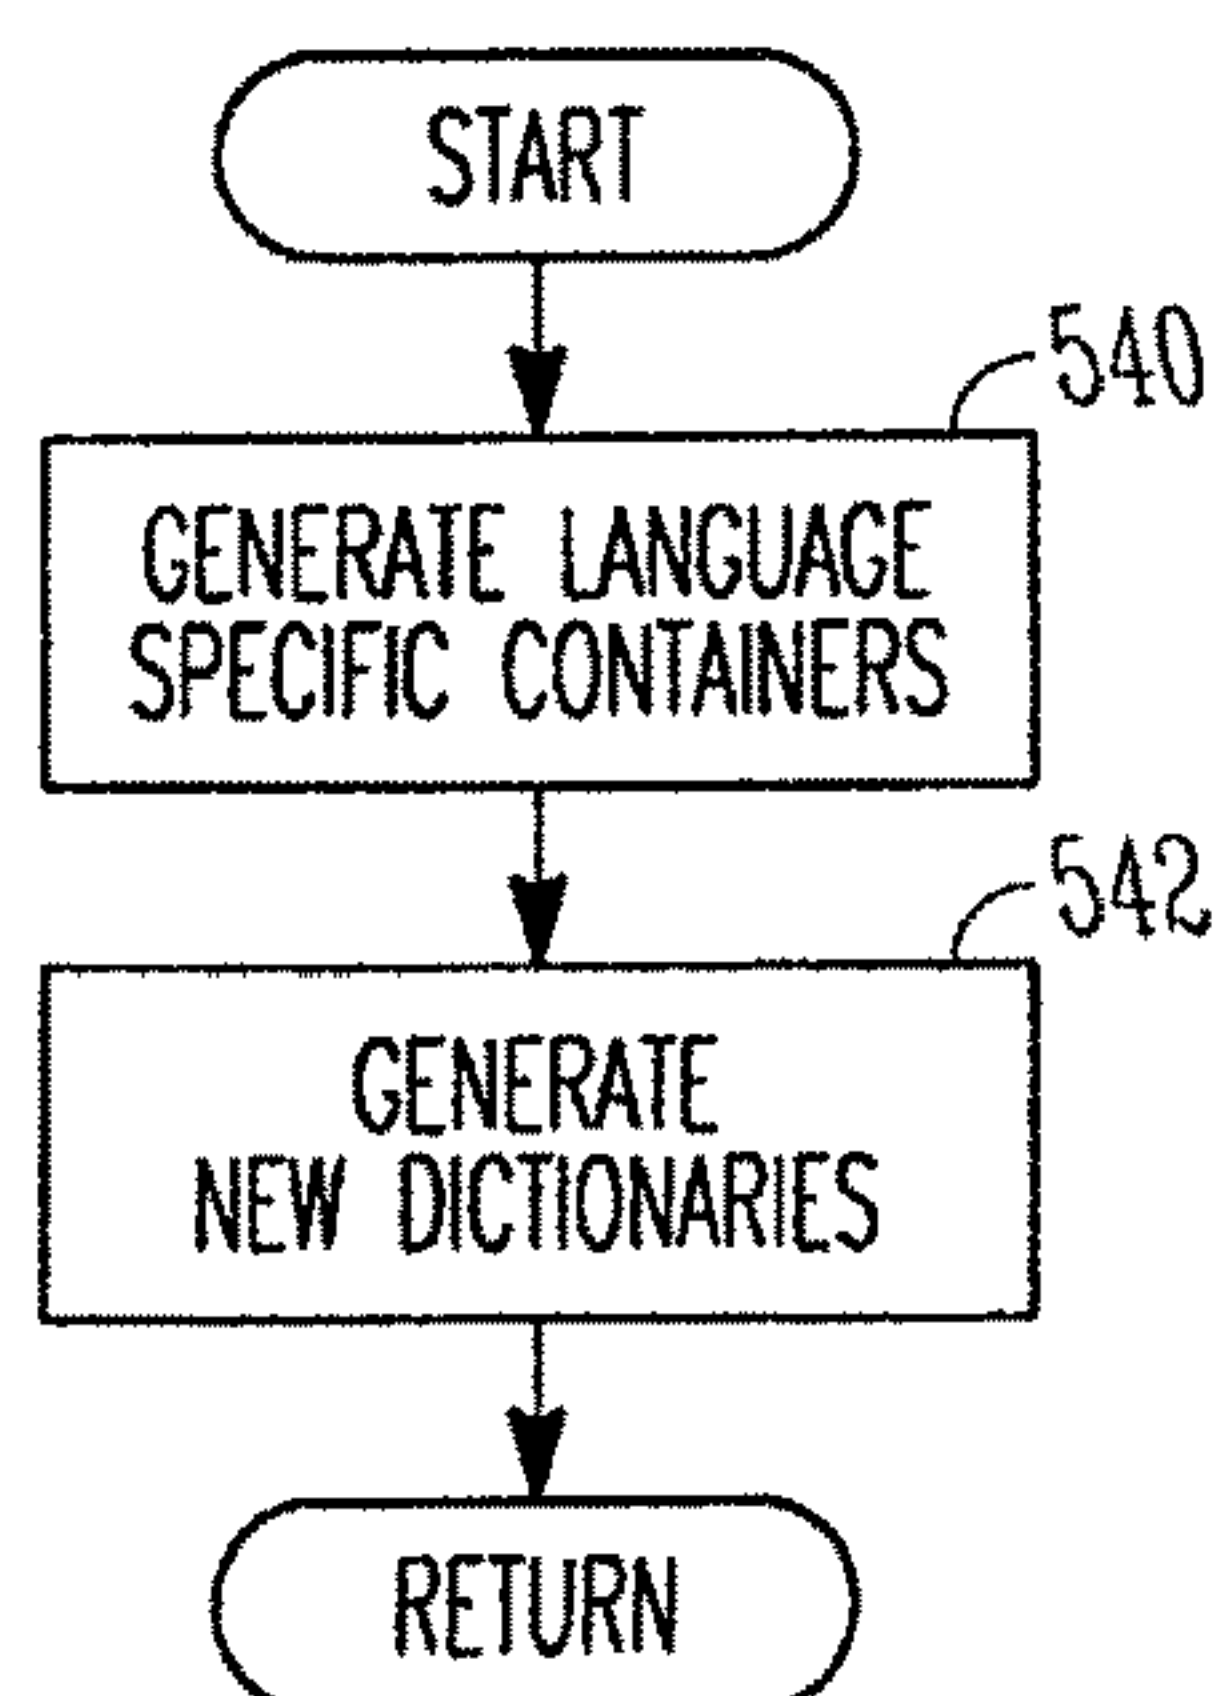 START
540
GENERATE LANGUAGE
SPECIFIC CONTAINERS
542
GENERATE
NEW DICTIONARIES
RETURN